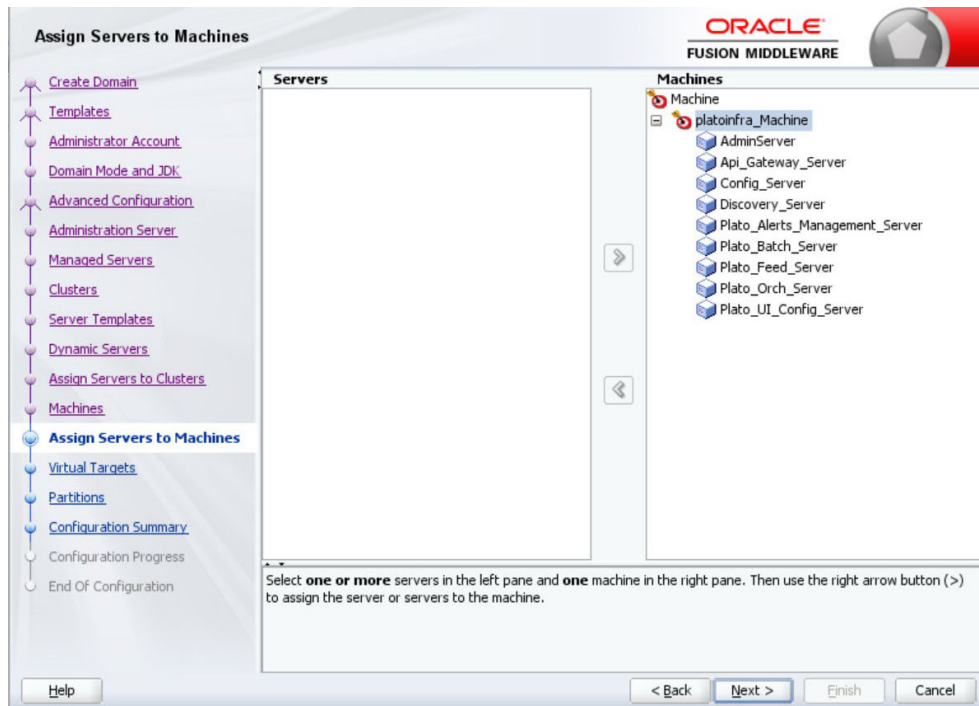 Assign Servers to Machines
ORACLE
FUSION MIDDLEWARE
Create Domain
Templates
Administrator Account
Domain Mode and JDK
Advanced Configuration
Administration Server
Managed Servers
Clusters
Server Templates
Dynamic Servers
Assign Servers to Clusters
Machines
Assign Servers to Machines
Virtual Targets
Partitions
Configuration Summary
Configuration Progress
End Of Configuration
Servers
Machines
Machine
platoinfra_Machine
AdminServer
Api_Gateway_Server
Config_Server
Discovery_Server
Plato_Alerts_Management_Server
Plato_Batch_Server
Plato_Feed_Server
Plato_Orch_Server
Plato_UI_Config_Server
Select one or more servers in the left pane and one machine in the right pane. Then use the right arrow button (>)
to assign the server or servers to the machine.
Help
< Back
Next >
Finish
Cancel